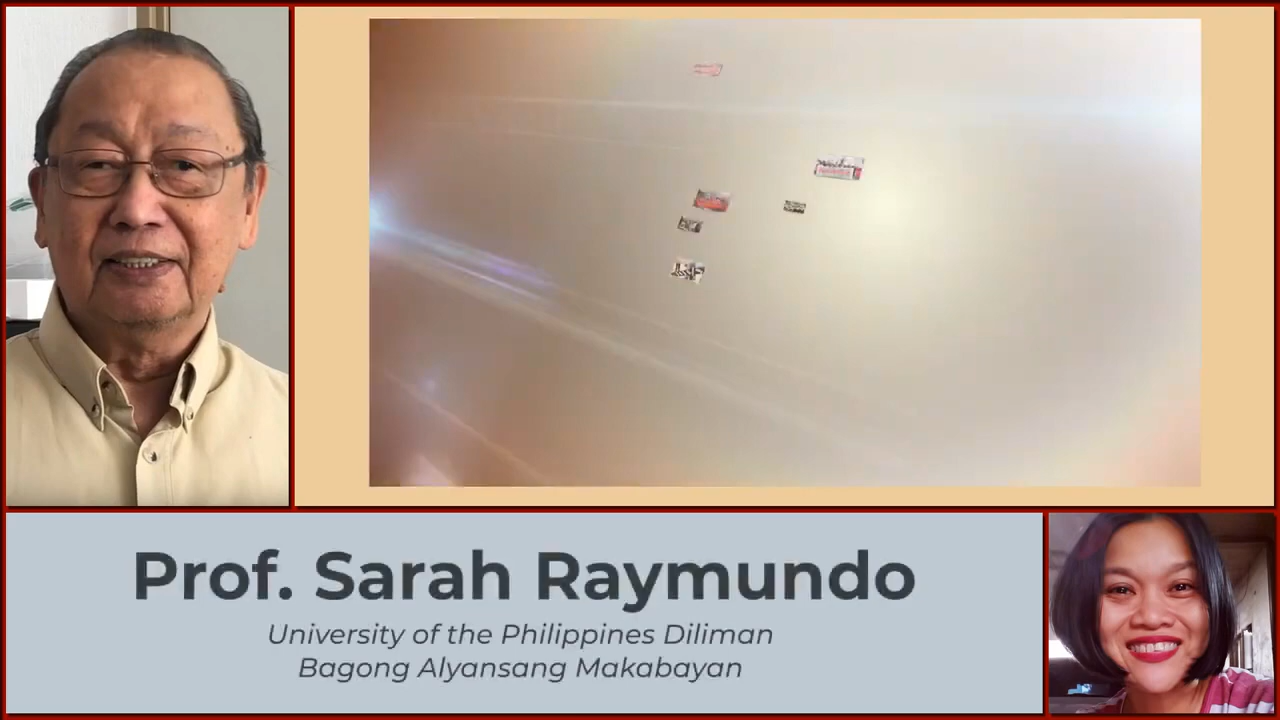 Prof. Sarah Raymundo
University of the Philippines Diliman
Bagong Alyansang Makabayan